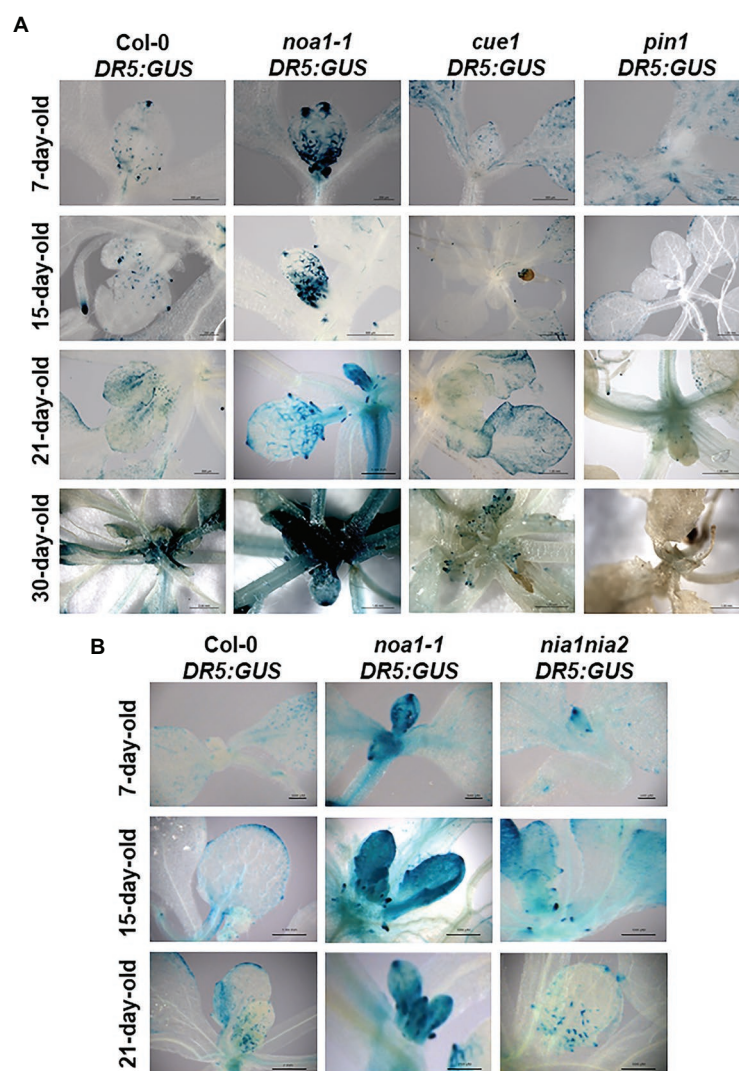 A
Col-0 noa1-1 cue1 pin1
DR5:GUS DR5:GUS DR5:GUS DR5:GUS
7-day-old
15-day-old
21-day-old
30-day-old
B
Col-0 noa1-1 nia1nia2
DR5:GUS DR5:GUS DR5:GUS
7-day-old
15-day-old
21-day-old